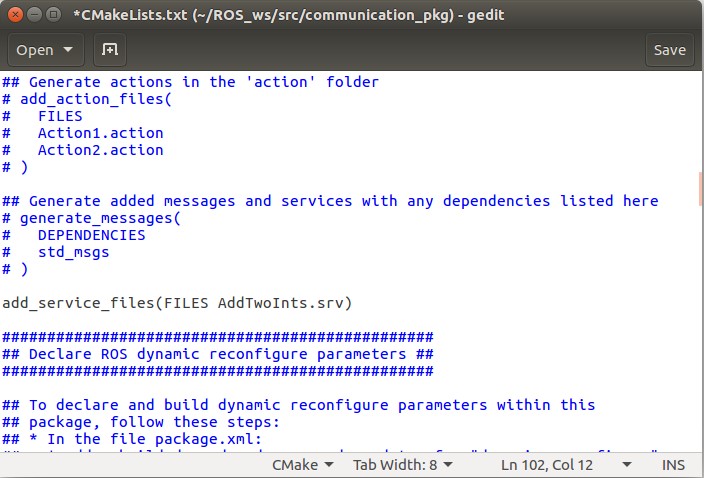 *CMakeLists.txt (~/ROS_ws/src/communication_pkg) - gedit
Open
Save
## Generate actions in the 'action' folder
# add_action_files(
#   FILES
#   Action1.action
#   Action2.action
# )
## Generate added messages and services with any dependencies listed here
# generate_messages(
#   DEPENDENCIES
#   std_msgs
# )
add_service_files(FILES AddTwoInts.srv)
################################################
## Declare ROS dynamic reconfigure parameters ##
################################################
## To declare and build dynamic reconfigure parameters within this
## package, follow these steps:
## * In the file package.xml:
CMake Tab Width: 8 Ln 102, Col 12 INS